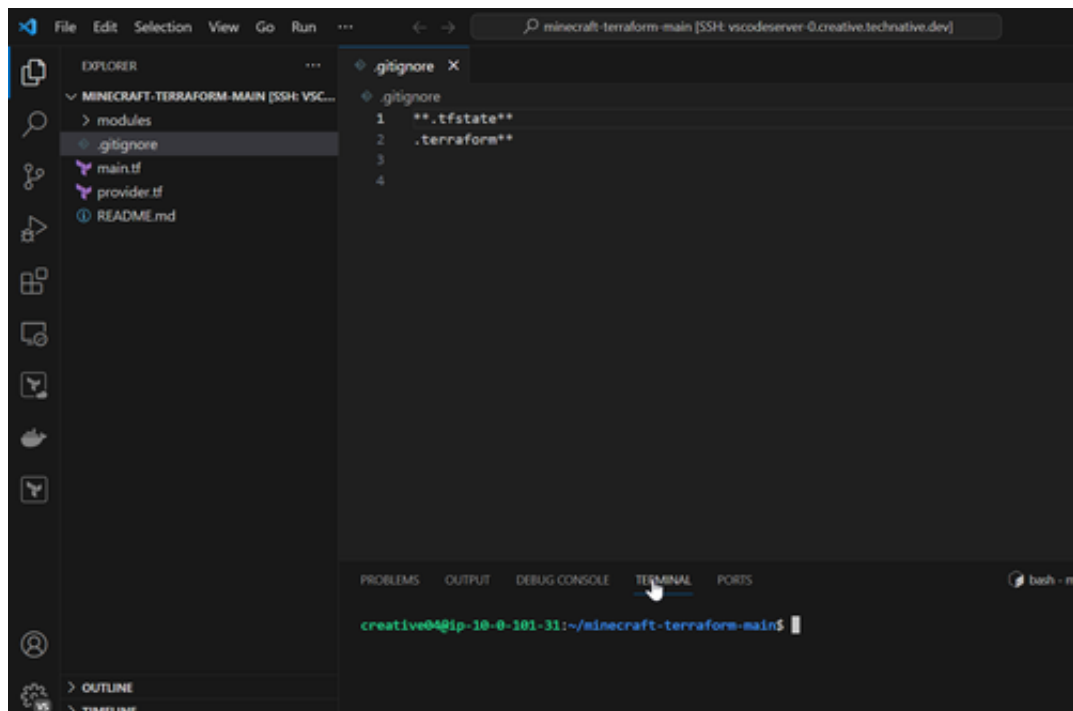 File Edit Selection View Go Run ··· minecraft-terraform-main [SSH: vscodeserver-0.creative.technative.dev]
EXPLORER ···
MINECRAFT-TERRAFORM-MAIN [SSH: VSC...
modules
.gitignore
main.tf
provider.tf
README.md
OUTLINE
TIMELINE
.gitignore
.gitignore
1 **.tfstate**
2 .terraform**
3
4
PROBLEMS OUTPUT DEBUG CONSOLE TERMINAL PORTS bash - m
creative04@ip-10-0-101-31:~/minecraft-terraform-main$
VS